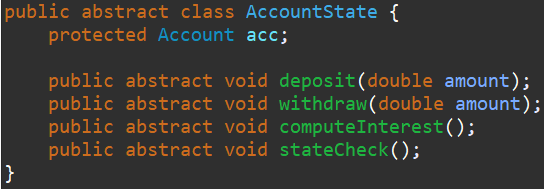 public abstract class AccountState {
    protected Account acc;

    public abstract void deposit(double amount);
    public abstract void withdraw(double amount);
    public abstract void computeInterest();
    public abstract void stateCheck();
}